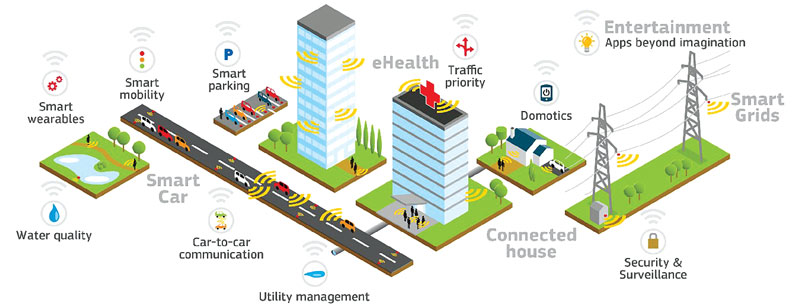 Entertainment
Apps beyond imagination
eHealth
Smart
wearables
Smart
mobility
P
Smart
parking
Traffic
priority
Domotics
Smart
Grids
Smart
Car
Water quality
Car-to-car
communication
Utility management
Connected
house
Security &
Surveillance